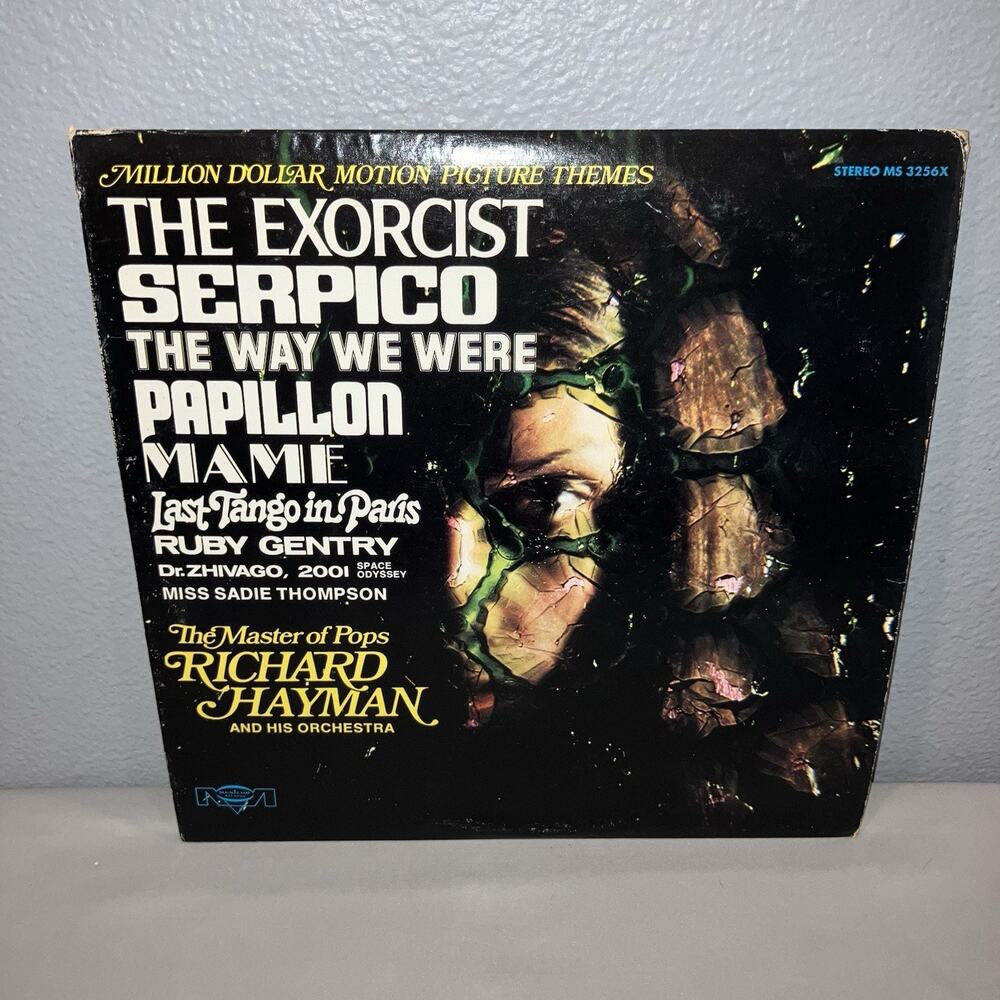 MILLION DOLLAR MOTION PICTURE THEMES
STEREO MS 3256X
THE EXORCIST
SERPICO
THE WAY WE WERE
PAPILLON
MAME
Last Tango in Paris
RUBY GENTRY
Dr. ZHIVAGO, 2001 SPACE ODYSSEY
MISS SADIE THOMPSON
The Master of Pops
RICHARD
HAYMAN
AND HIS ORCHESTRA